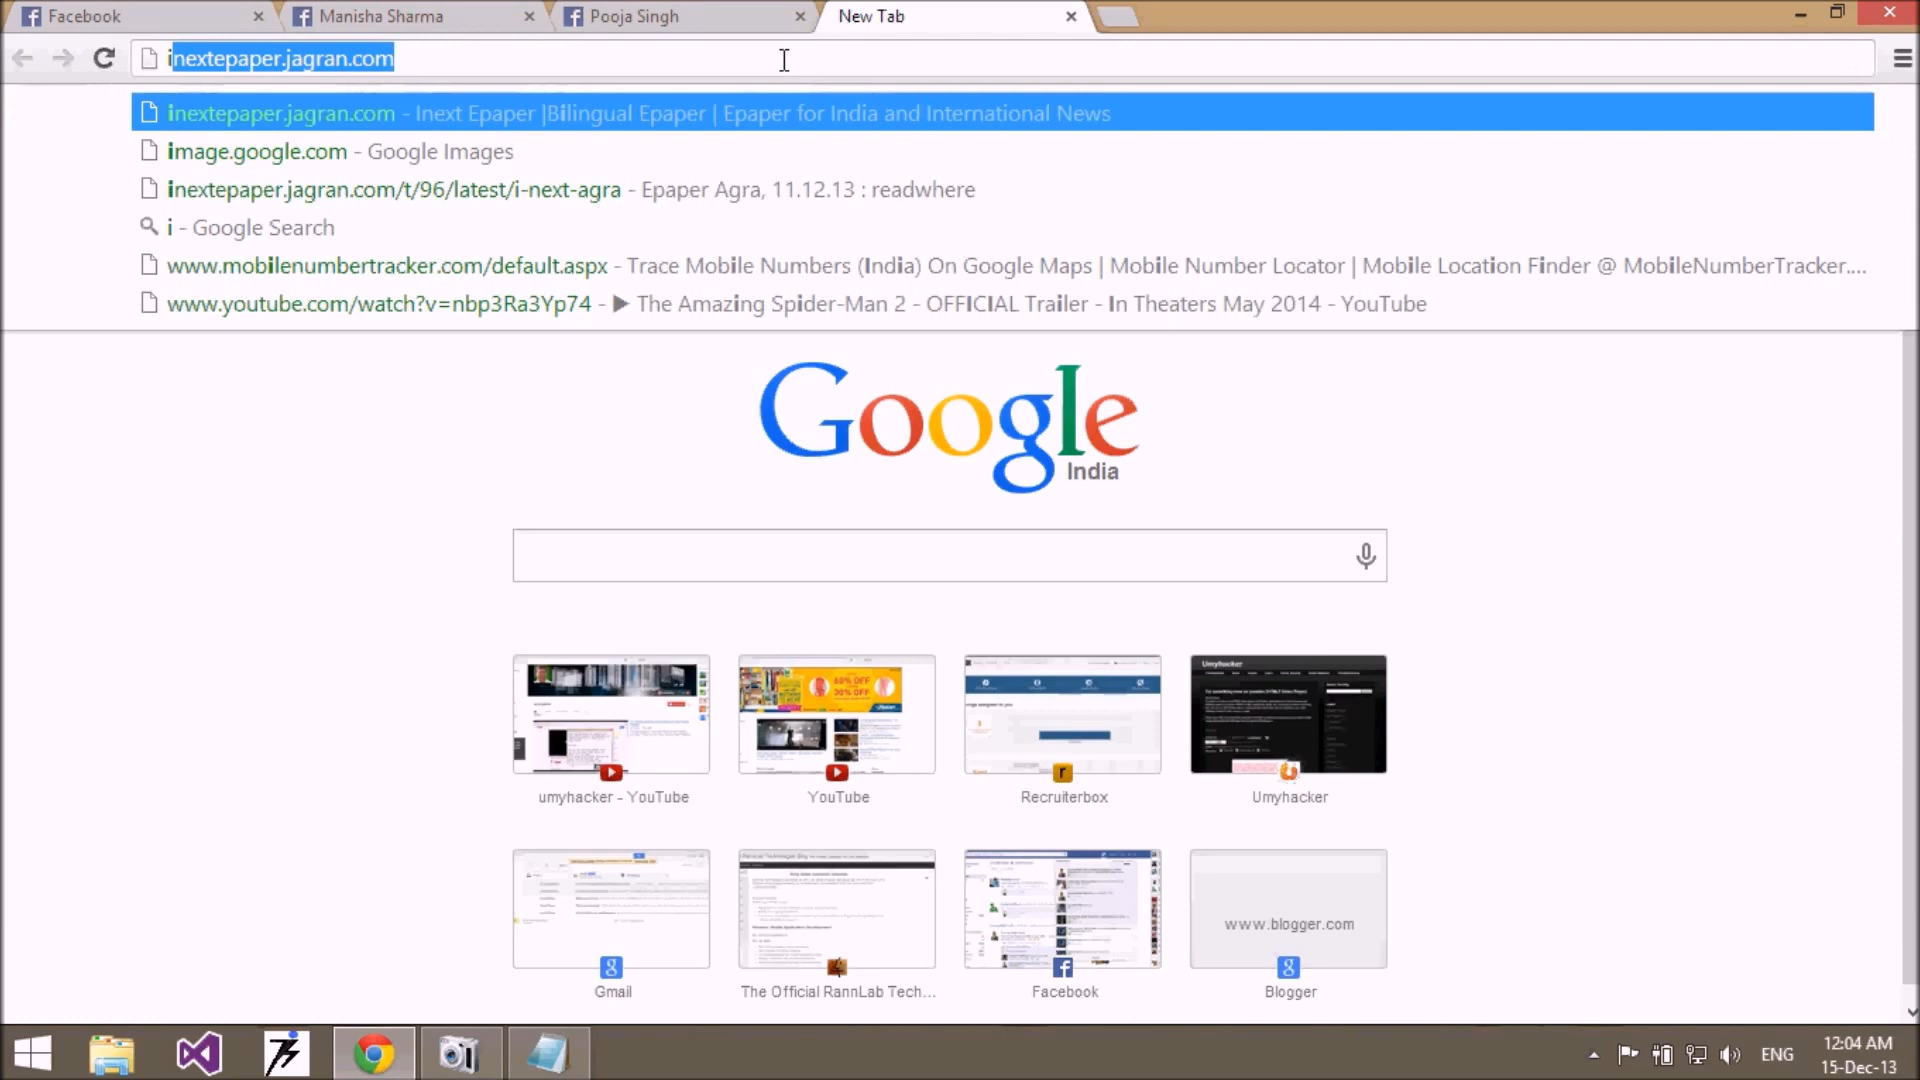 Facebook
Manisha Sharma
Pooja Singh
New Tab
inextepaper.jagran.com
inextepaper.jagran.com - Inext Epaper |Bilingual Epaper | Epaper for India and International News
image.google.com - Google Images
inextepaper.jagran.com/t/96/latest/i-next-agra - Epaper Agra, 11.12.13 : readwhere
i - Google Search
www.mobilenumbertracker.com/default.aspx - Trace Mobile Numbers (India) On Google Maps | Mobile Number Locator | Mobile Location Finder @ MobileNumberTracker....
www.youtube.com/watch?v=nbp3Ra3Yp74 - ▶ The Amazing Spider-Man 2 - OFFICIAL Trailer - In Theaters May 2014 - YouTube
Google
India
60% OFF
30% OFF
Umyhacker
umyhacker - YouTube
YouTube
Recruiterbox
Umyhacker
www.blogger.com
Gmail
The Official RannLab Tech...
Facebook
Blogger
ENG
12:04 AM
15-Dec-13